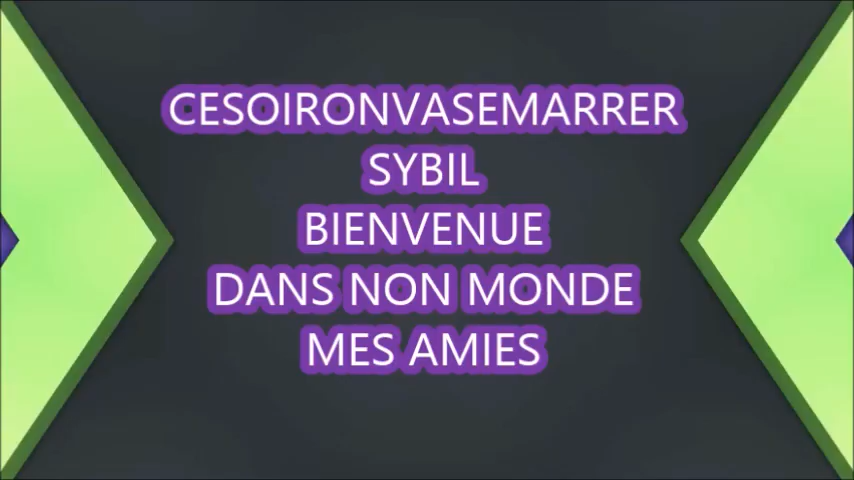 CESOIRONVASEMARRER
SYBIL
BIENVENUE
DANS NON MONDE
MES AMIES